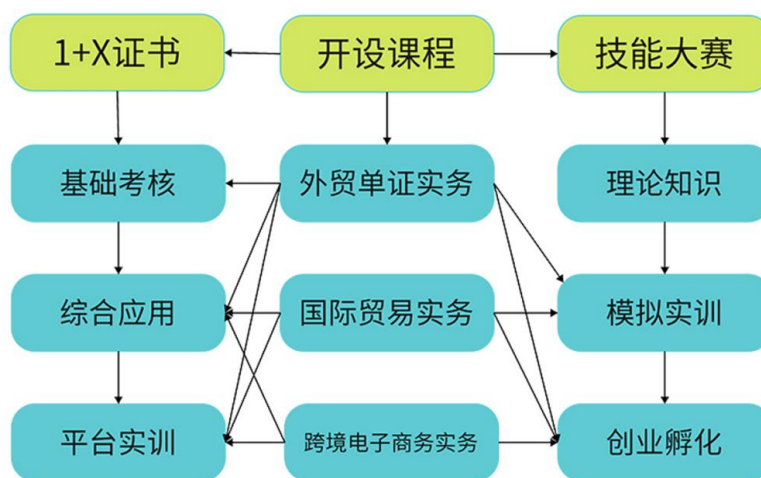 1+X证书
开设课程
技能大赛
基础考核
外贸单证实务
理论知识
综合应用
国际贸易实务
模拟实训
平台实训
跨境电子商务实务
创业孵化